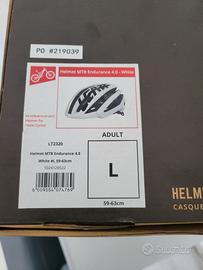 PO #219039
Helmet MTB Endurance 4.0 - White
ADULT
LT2320
Helmet MTB Endurance 4.0
White #L 59-63cm
L
59-63cm
HELM
CASQUE